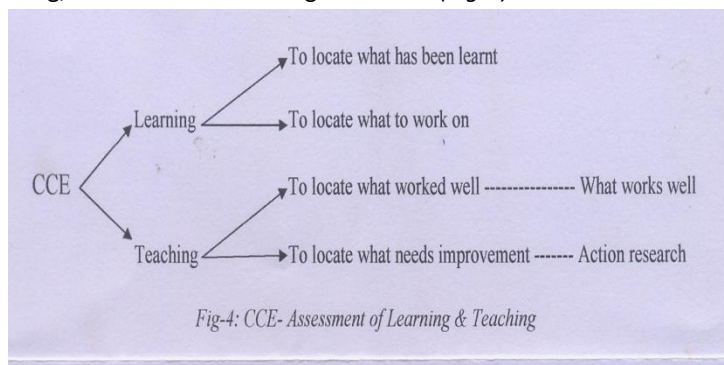 To locate what has been learnt
Learning
To locate what to work on
CCE
To locate what worked well --------------- What works well
Teaching
To locate what needs improvement ------- Action research
Fig-4: CCE- Assessment of Learning & Teaching